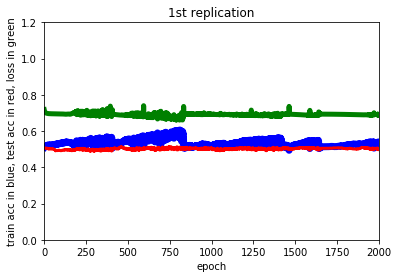 1st replication
train acc in blue, test acc in red, loss in green
1.2
1.0
0.8
0.6
0.4
0.2
0.0
0 250 500 750 1000 1250 1500 1750 2000
epoch